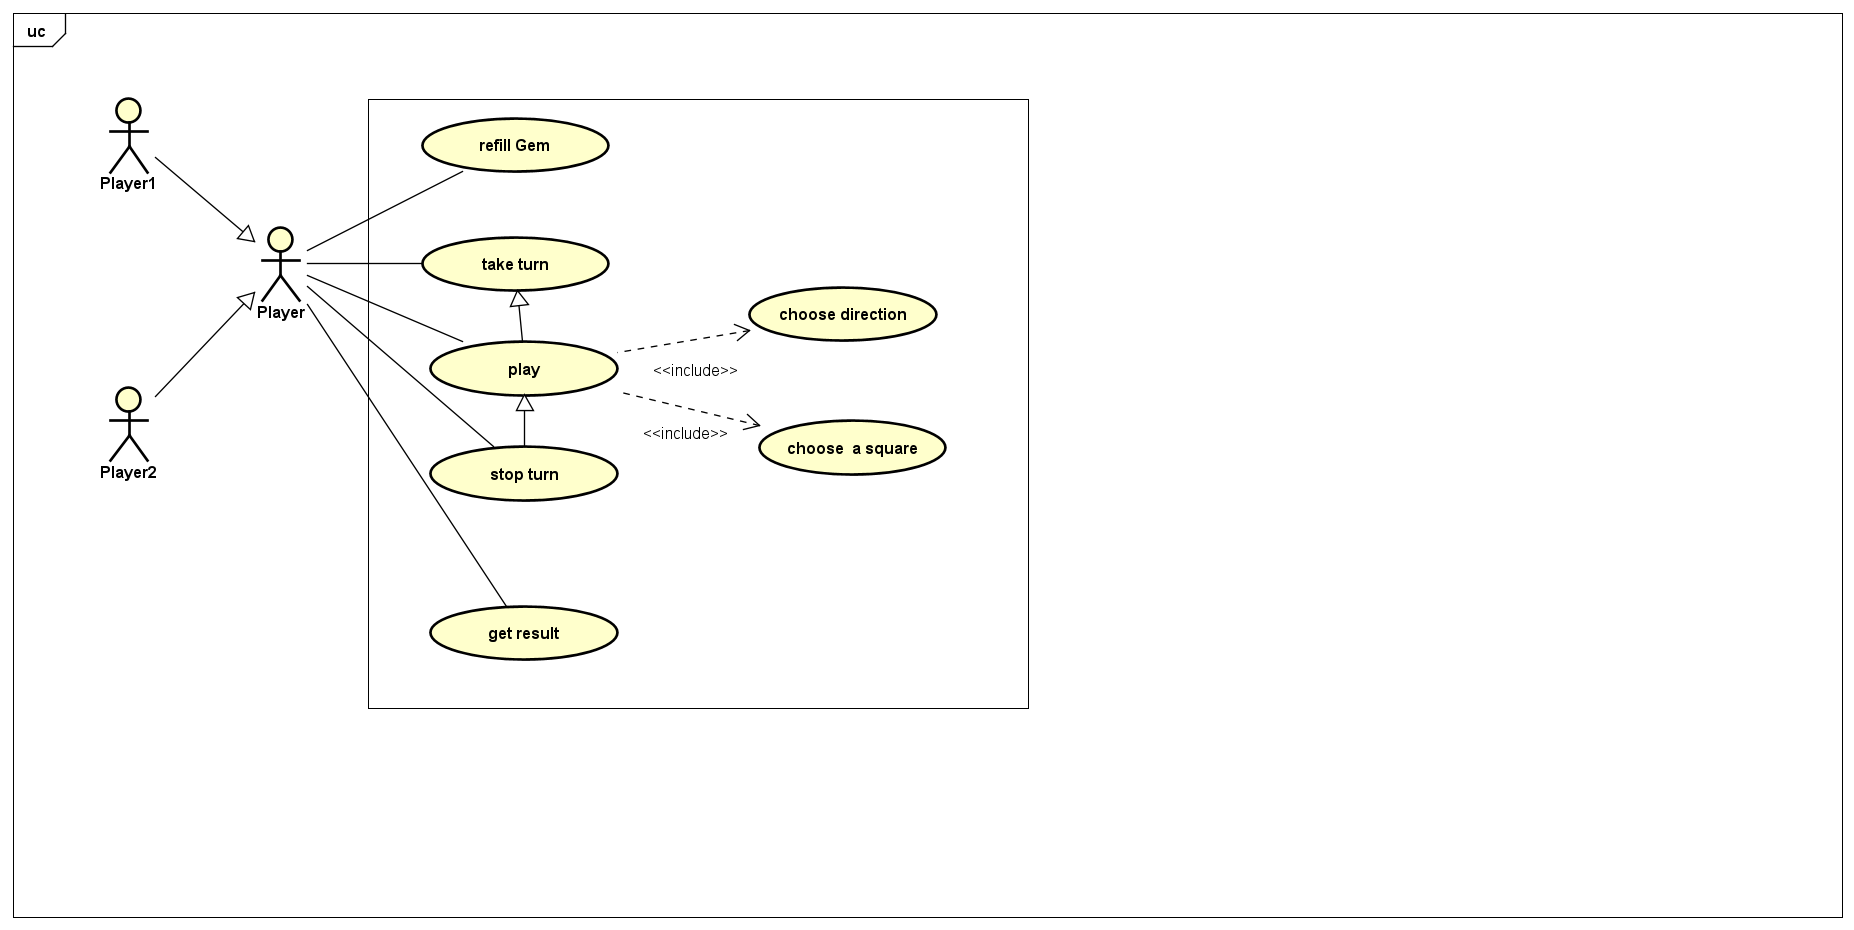 uc
Player1
refill Gem
take turn
Player
choose direction
play
<<include>>
<<include>>
choose  a square
Player2
stop turn
get result